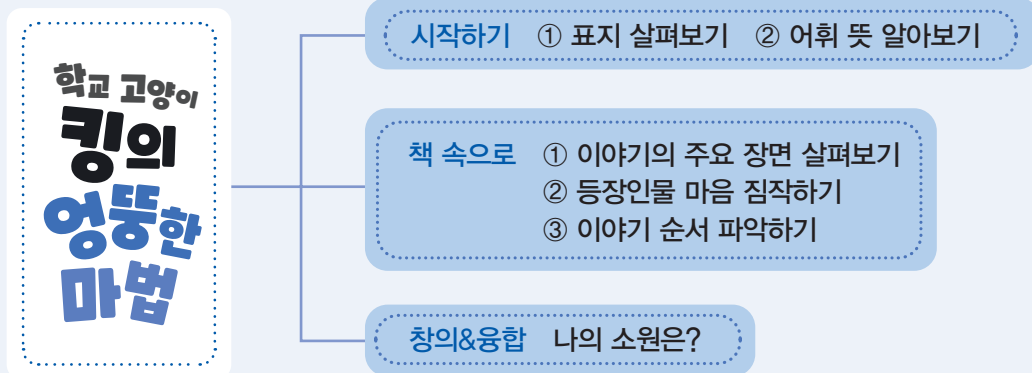 학교 고양이
킹의
엉뚱한
마법
시작하기 ① 표지 살펴보기 ② 어휘 뜻 알아보기
책 속으로 ① 이야기의 주요 장면 살펴보기
② 등장인물 마음 짐작하기
③ 이야기 순서 파악하기
창의&융합 나의 소원은?